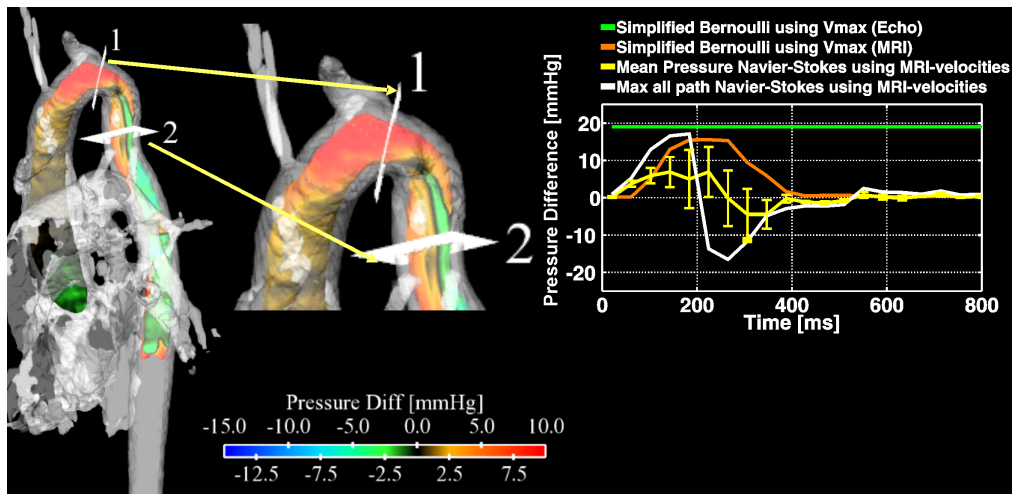 1
2
1
2
Simplified Bernoulli using Vmax (Echo)
Simplified Bernoulli using Vmax (MRI)
Mean Pressure Navier-Stokes using MRI-velocities
Max all path Navier-Stokes using MRI-velocities
Pressure Difference [mmHg]
20
10
0
-10
-20
0 200 400 600 800
Time [ms]
Pressure Diff [mmHg]
-15.0 -10.0 -5.0 0.0 5.0 10.0
-12.5 -7.5 -2.5 2.5 7.5